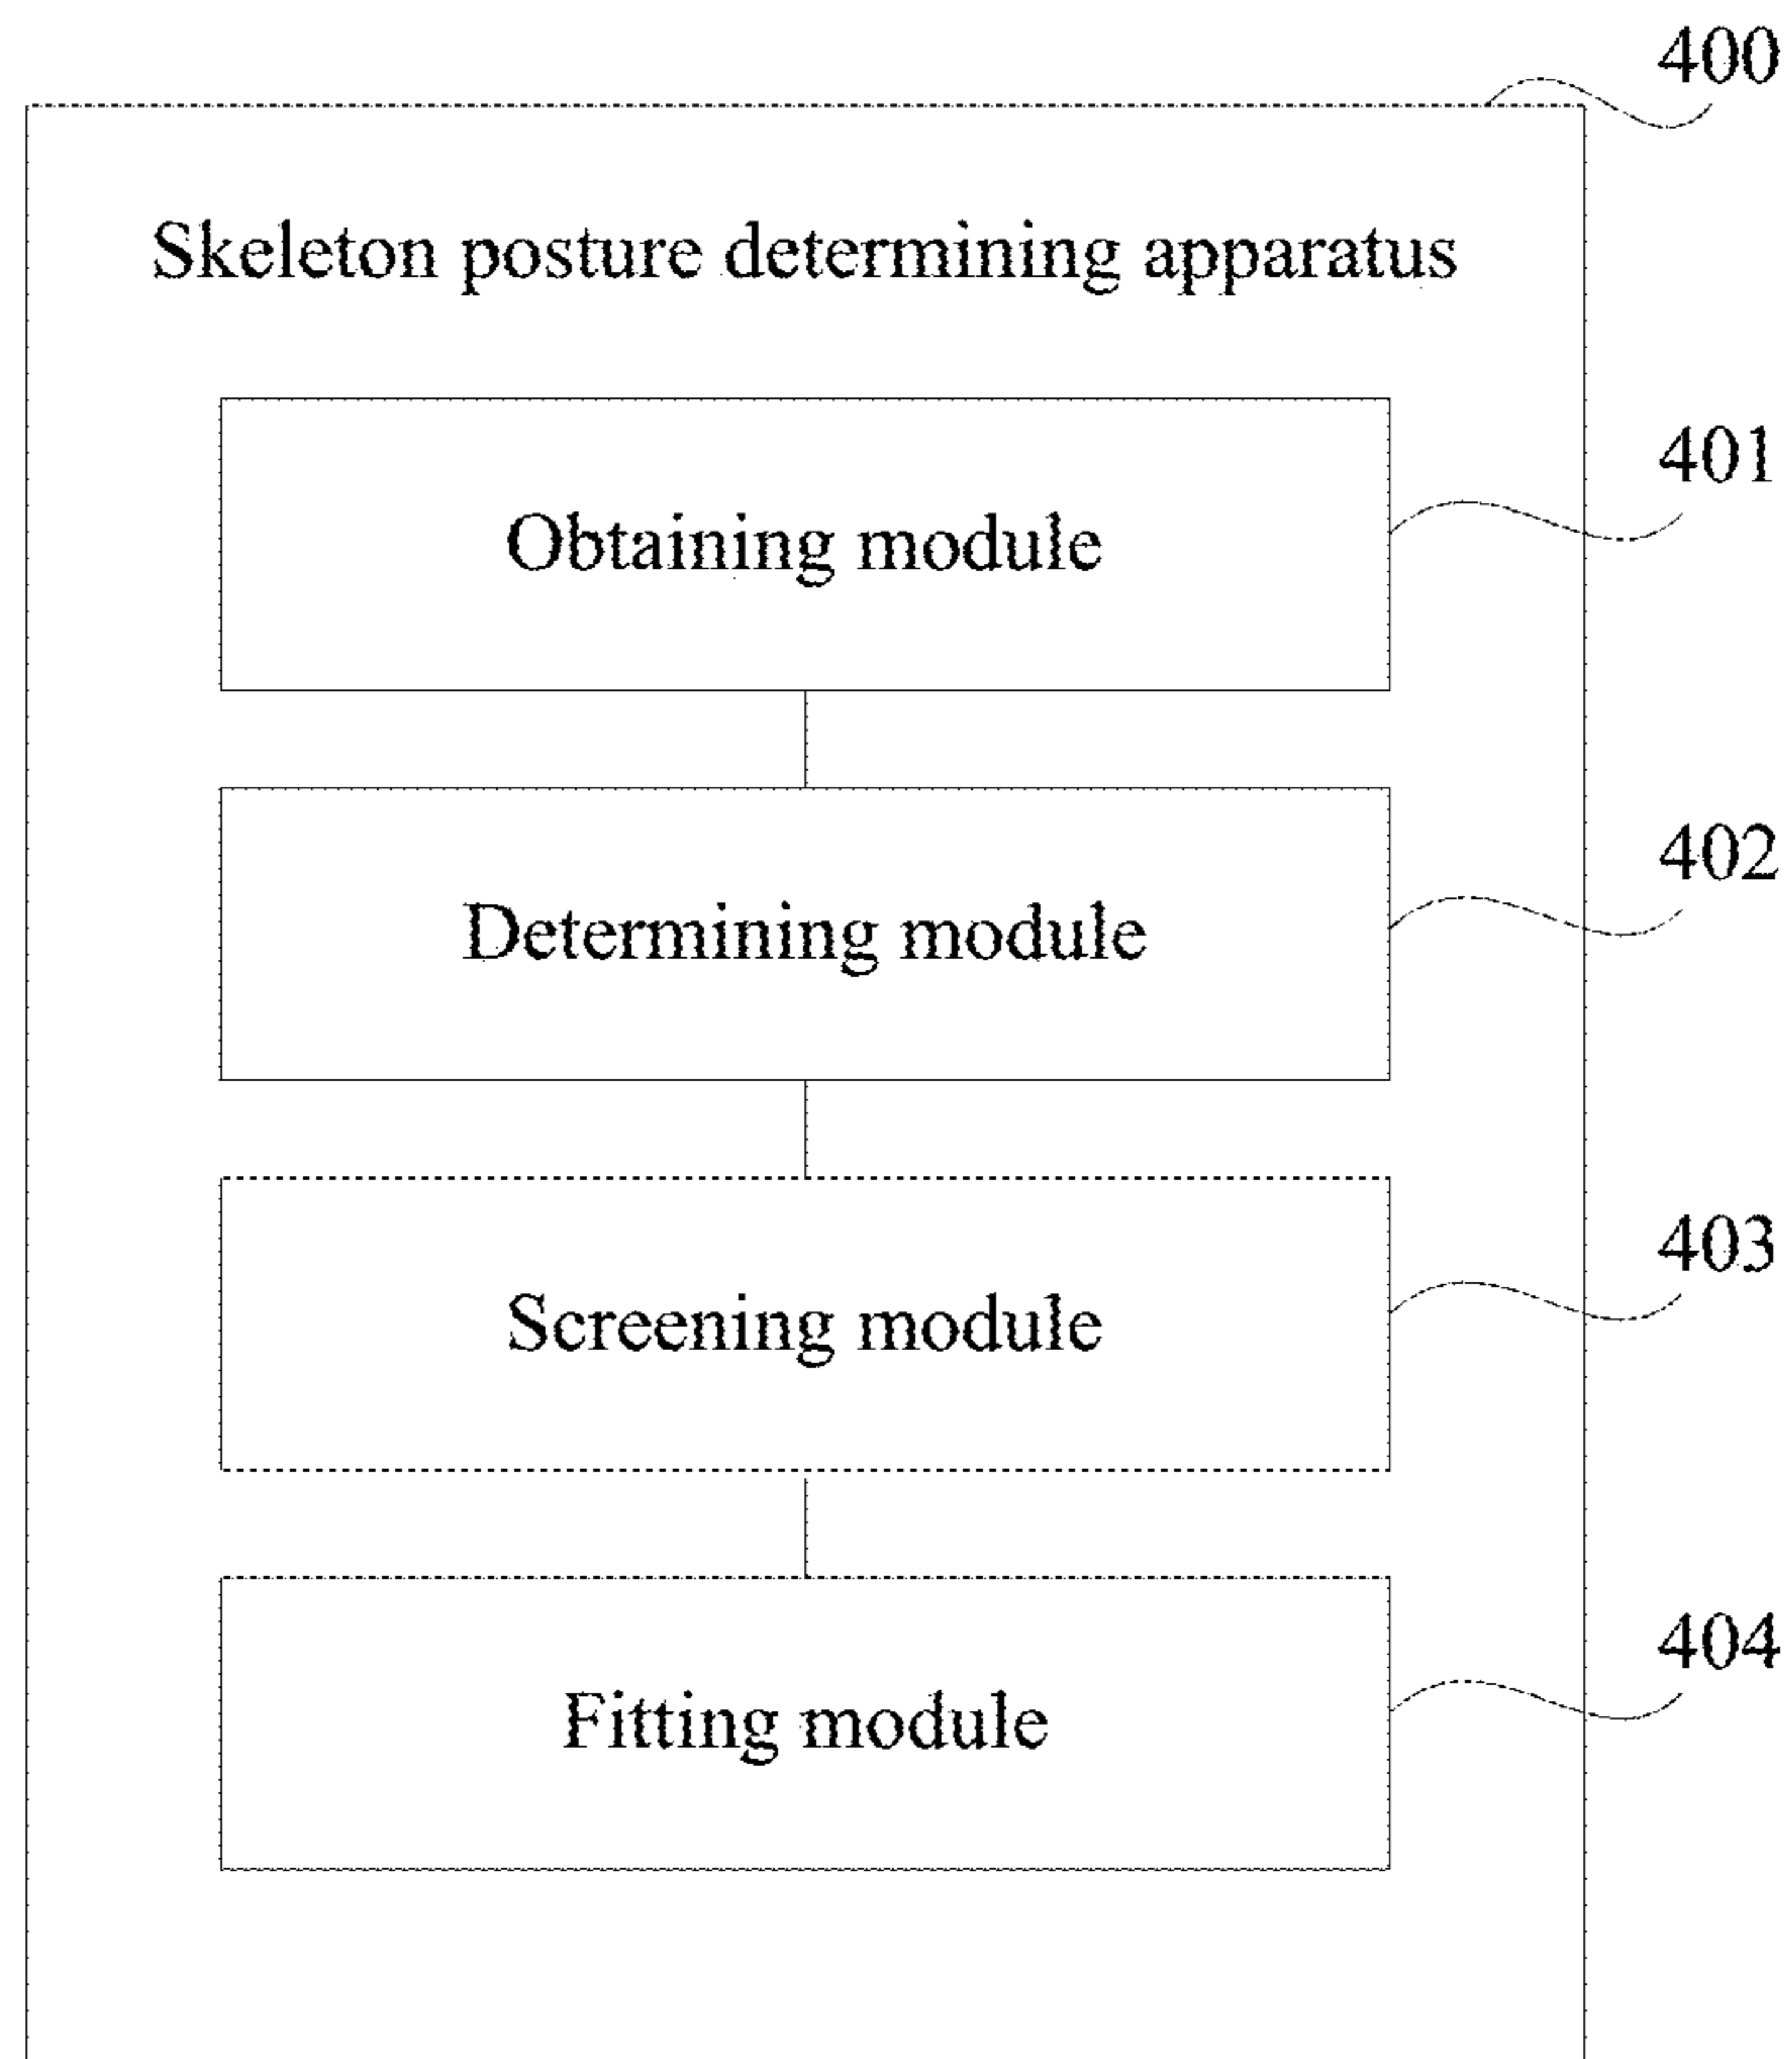 400
Skeleton posture determining apparatus
401
Obtaining module
402
Determining module
403
Screening module
404
Fitting module